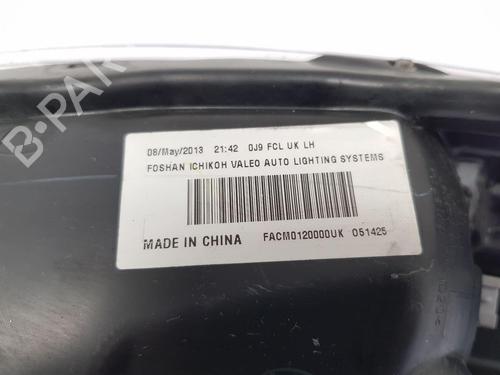 B-PARTS
08/May/2013 21:42 0J9 FCL UK LH
FOSHAN ICHIKOH VALEO AUTO LIGHTING SYSTEMS
MADE IN CHINA FACM0120000UK 051425